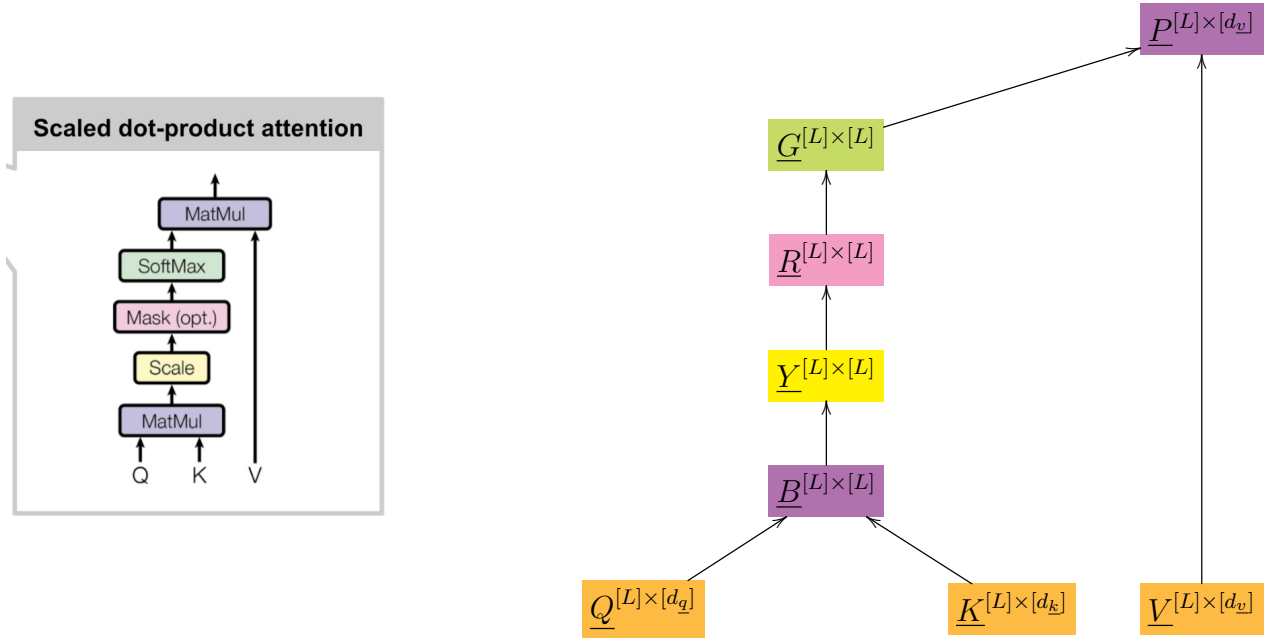 Scaled dot-product attention
MatMul
SoftMax
Mask (opt.)
Scale
MatMul
Q K V
P^{[L]×[d_v]}
G^{[L]×[L]}
R^{[L]×[L]}
Y^{[L]×[L]}
B^{[L]×[L]}
Q^{[L]×[d_q]} K^{[L]×[d_k]} V^{[L]×[d_v]}